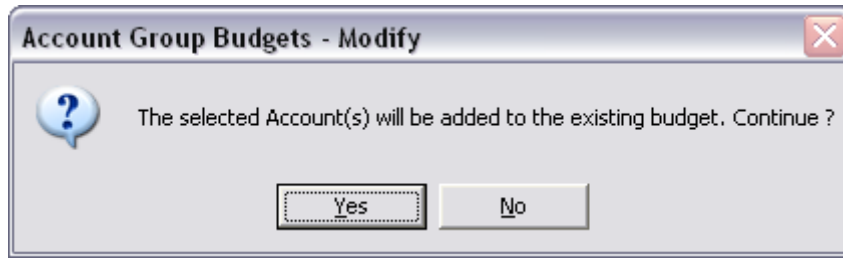 Account Group Budgets - Modify
The selected Account(s) will be added to the existing budget. Continue ?
Yes No